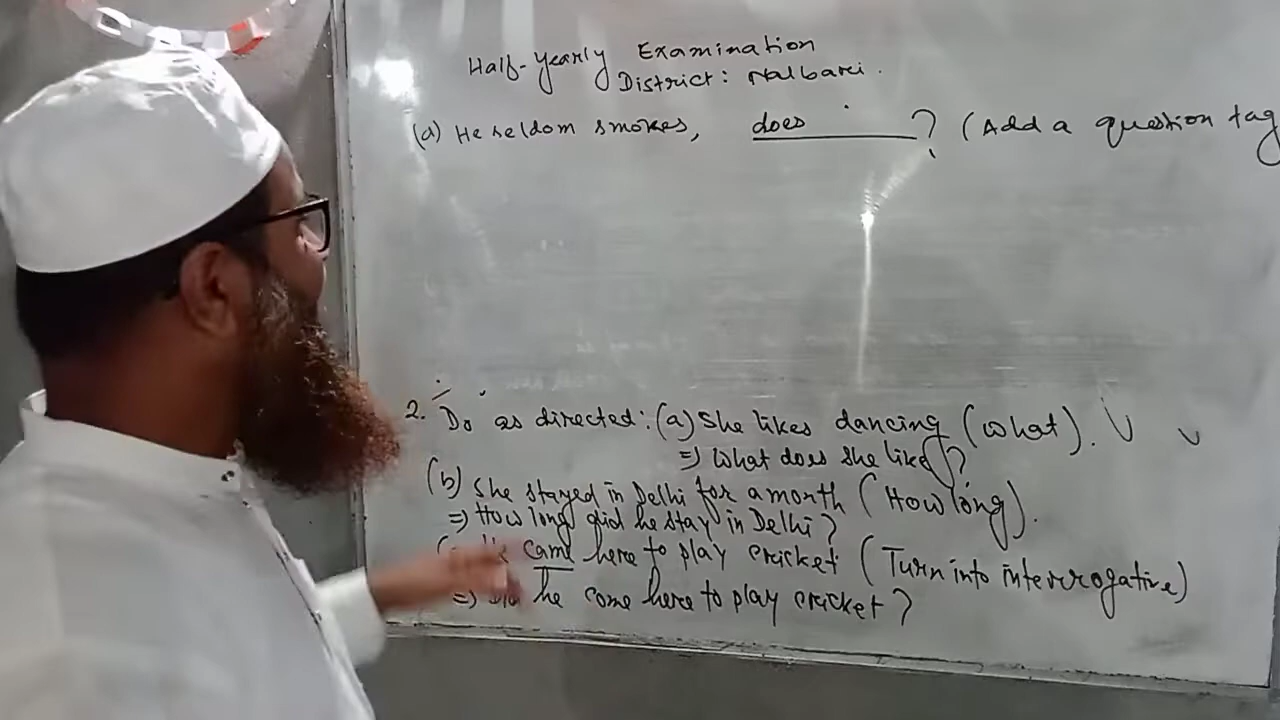 Half-Yearly Examination
District: Nalbari.
(a) He seldom smokes, does ______? (Add a question tag
2. Do as directed: (a) She likes dancing (What).
⇒ What does she like?
(b) She stayed in Delhi for a month (How long).
⇒ How long did he stay in Delhi?
came here to play cricket (Turn into interrogative)
⇒ he come here to play cricket?